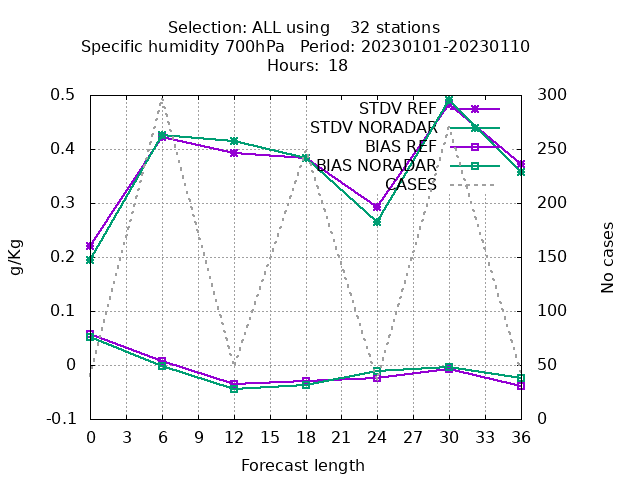 Selection: ALL using 32 stations
Specific humidity 700hPa Period: 20230101-20230110
Hours: 18
STDV REF
STDV NORADAR
BIAS REF
BIAS NORADAR
CASES
0.5
0.4
0.3
0.2
0.1
0
-0.1
g/Kg
300
250
200
150
100
50
0
No cases
0 3 6 9 12 15 18 21 24 27 30 33 36
Forecast length